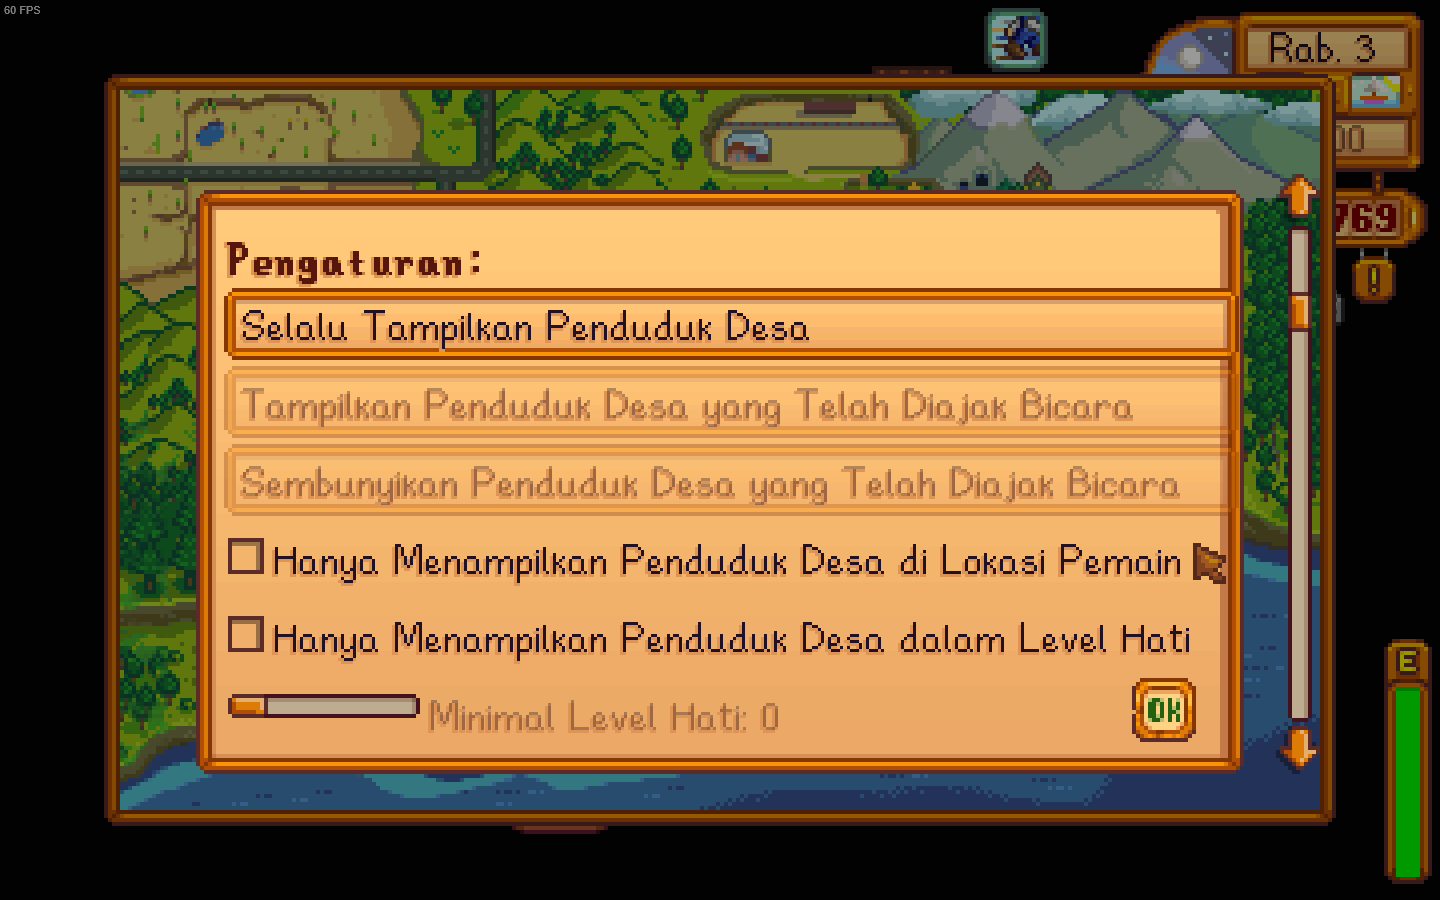 60 FPS
Rab. 3
00
769
Pengaturan:
Selalu Tampilkan Penduduk Desa
Tampilkan Penduduk Desa yang Telah Diajak Bicara
Sembunyikan Penduduk Desa yang Telah Diajak Bicara
Hanya Menampilkan Penduduk Desa di Lokasi Pemain
Hanya Menampilkan Penduduk Desa dalam Level Hati
Minimal Level Hati: 0
OK
E